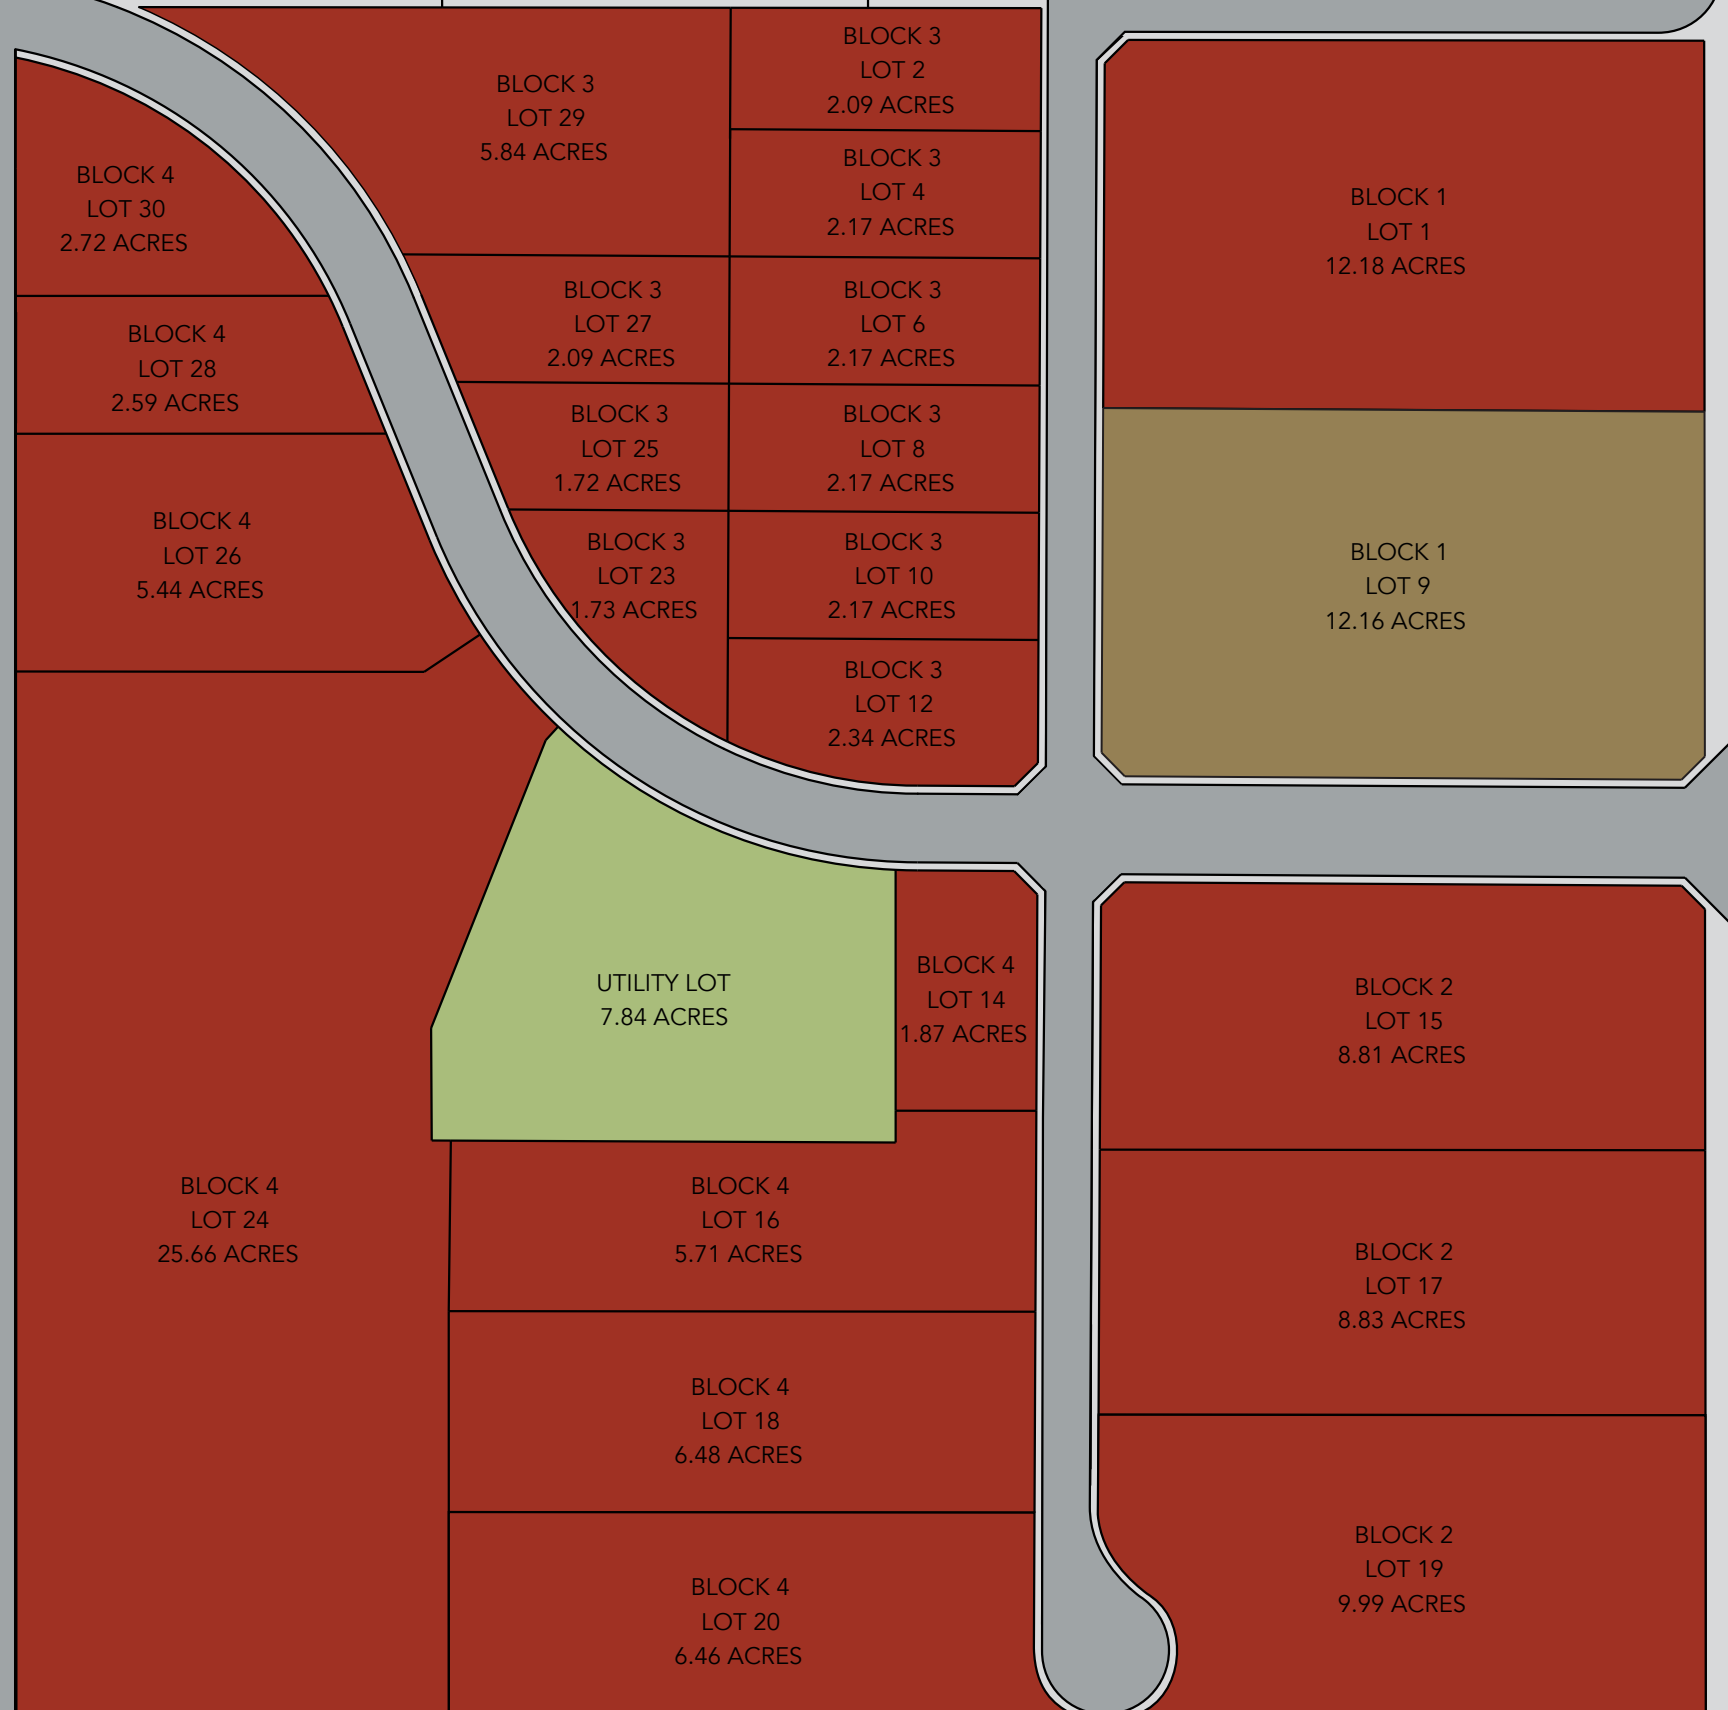 BLOCK 3
LOT 29
5.84 ACRES
BLOCK 3
LOT 2
2.09 ACRES
BLOCK 3
LOT 4
2.17 ACRES
BLOCK 4
LOT 30
2.72 ACRES
BLOCK 1
LOT 1
12.18 ACRES
BLOCK 3
LOT 27
2.09 ACRES
BLOCK 3
LOT 6
2.17 ACRES
BLOCK 4
LOT 28
2.59 ACRES
BLOCK 3
LOT 25
1.72 ACRES
BLOCK 3
LOT 8
2.17 ACRES
BLOCK 4
LOT 26
5.44 ACRES
BLOCK 3
LOT 23
1.73 ACRES
BLOCK 3
LOT 10
2.17 ACRES
BLOCK 1
LOT 9
12.16 ACRES
BLOCK 3
LOT 12
2.34 ACRES
UTILITY LOT
7.84 ACRES
BLOCK 4
LOT 14
1.87 ACRES
BLOCK 2
LOT 15
8.81 ACRES
BLOCK 4
LOT 24
25.66 ACRES
BLOCK 4
LOT 16
5.71 ACRES
BLOCK 2
LOT 17
8.83 ACRES
BLOCK 4
LOT 18
6.48 ACRES
BLOCK 2
LOT 19
9.99 ACRES
BLOCK 4
LOT 20
6.46 ACRES